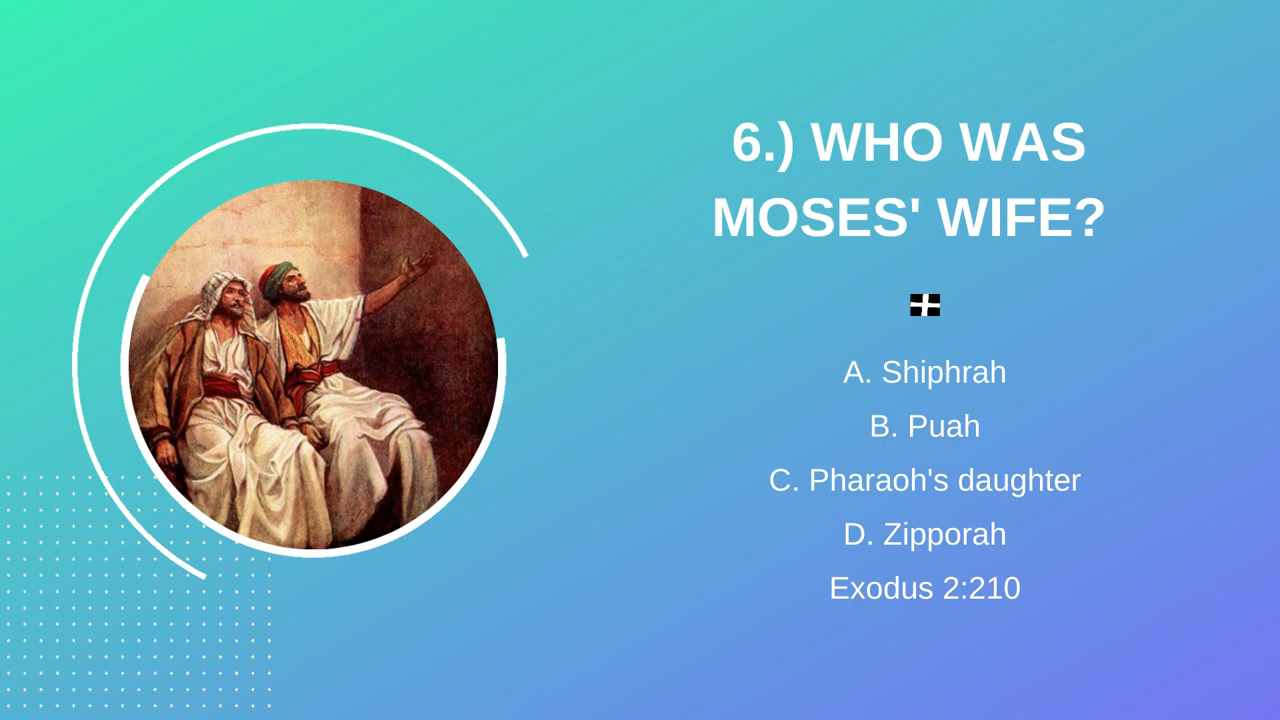 6.) WHO WAS
MOSES' WIFE?
A. Shiphrah
B. Puah
C. Pharaoh's daughter
D. Zipporah
Exodus 2:210